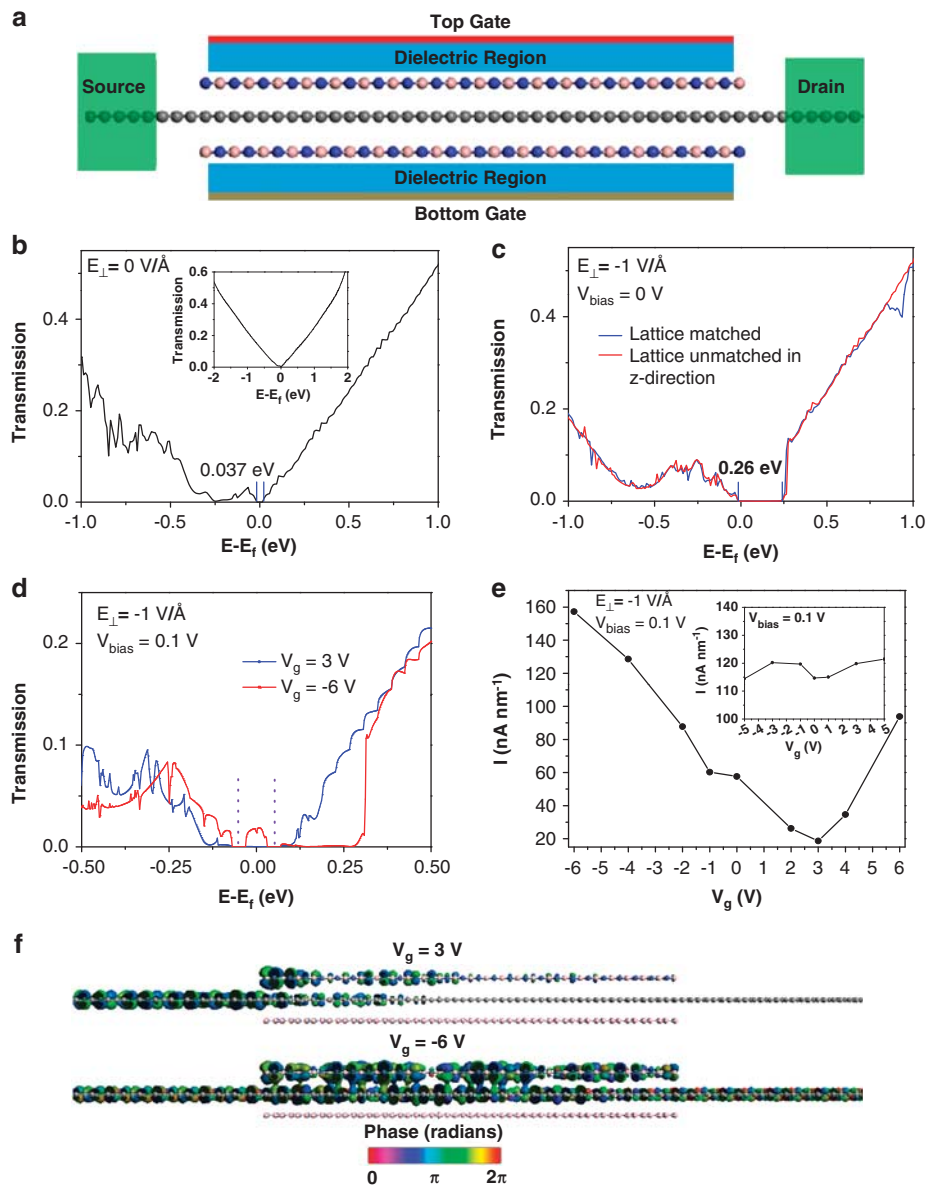 a
Top Gate
Dielectric Region
Source
Drain
Dielectric Region
Bottom Gate
b
E⊥= 0 V/Å
Transmission
0.4
0.2
0.0
-1.0 -0.5 0.0 0.5 1.0
E-Ef (eV)
0.037 eV
Transmission
0.6
0.4
0.2
0.0
-2 -1 0 1 2
E-Ef (eV)
c
E⊥= -1 V/Å
Vbias = 0 V
Lattice matched
Lattice unmatched in
z-direction
0.26 eV
Transmission
0.4
0.2
0.0
-1.0 -0.5 0.0 0.5 1.0
E-Ef (eV)
d
E⊥= -1 V/Å
Vbias = 0.1 V
Vg = 3 V
Vg = -6 V
Transmission
0.2
0.1
0.0
-0.50 -0.25 0.00 0.25 0.50
E-Ef (eV)
e
E⊥= -1 V/Å
Vbias = 0.1 V
I (nA nm⁻¹)
160
140
120
100
80
60
40
20
-6 -5 -4 -3 -2 -1 0 1 2 3 4 5 6
Vg (V)
Vbias = 0.1 V
I (nA nm⁻¹)
140
130
120
110
100
-5 -4 -3 -2 -1 0 1 2 3 4 5
Vg (V)
f
Vg = 3 V
Vg = -6 V
Phase (radians)
0 π 2π